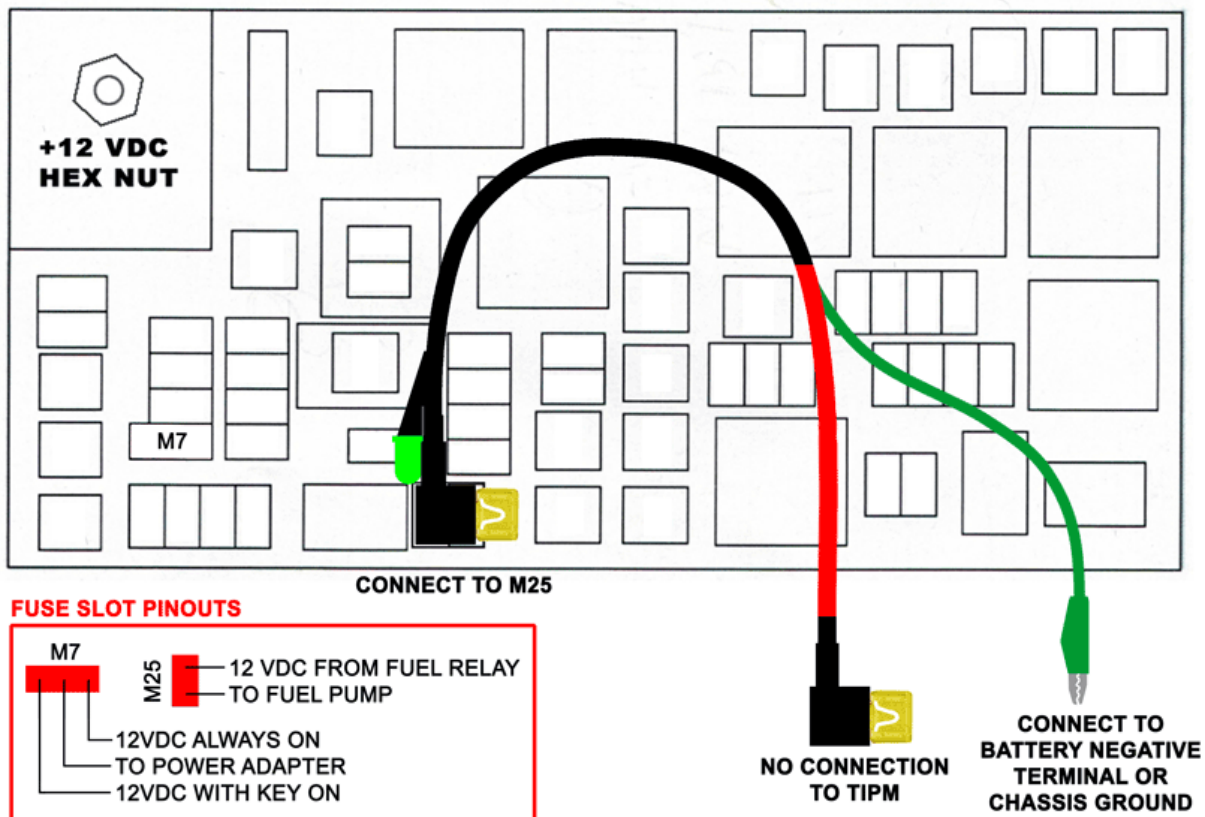 +12 VDC
HEX NUT
M7
CONNECT TO M25
FUSE SLOT PINOUTS
M7
M25
12 VDC FROM FUEL RELAY
TO FUEL PUMP
12VDC ALWAYS ON
TO POWER ADAPTER
12VDC WITH KEY ON
NO CONNECTION
TO TIPM
CONNECT TO
BATTERY NEGATIVE
TERMINAL OR
CHASSIS GROUND